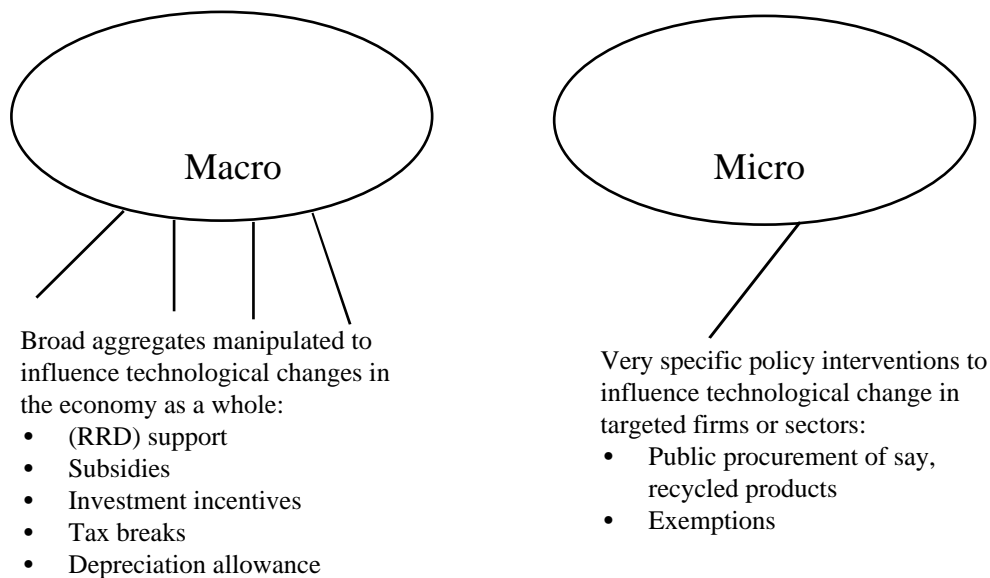 Macro
Broad aggregates manipulated to
influence technological changes in
the economy as a whole:
• (RRD) support
• Subsidies
• Investment incentives
• Tax breaks
• Depreciation allowance
Micro
Very specific policy interventions to
influence technological change in
targeted firms or sectors:
• Public procurement of say,
recycled products
• Exemptions